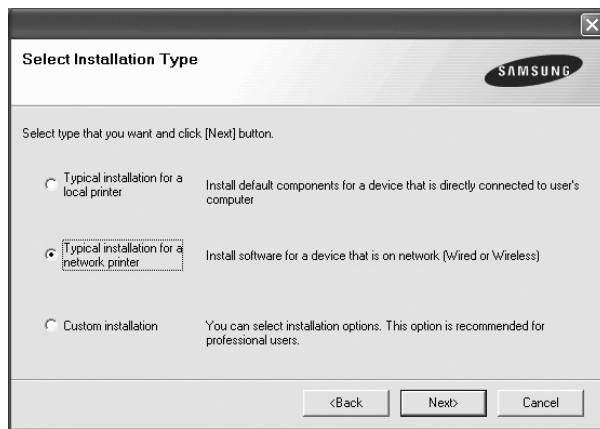 Select Installation Type
SAMSUNG
Select type that you want and click [Next] button.
Typical installation for a
local printer
Install default components for a device that is directly connected to user's
computer
Typical installation for a
network printer
Install software for a device that is on network (Wired or Wireless)
Custom installation
You can select installation options. This option is recommended for
professional users.
<Back
Next>
Cancel